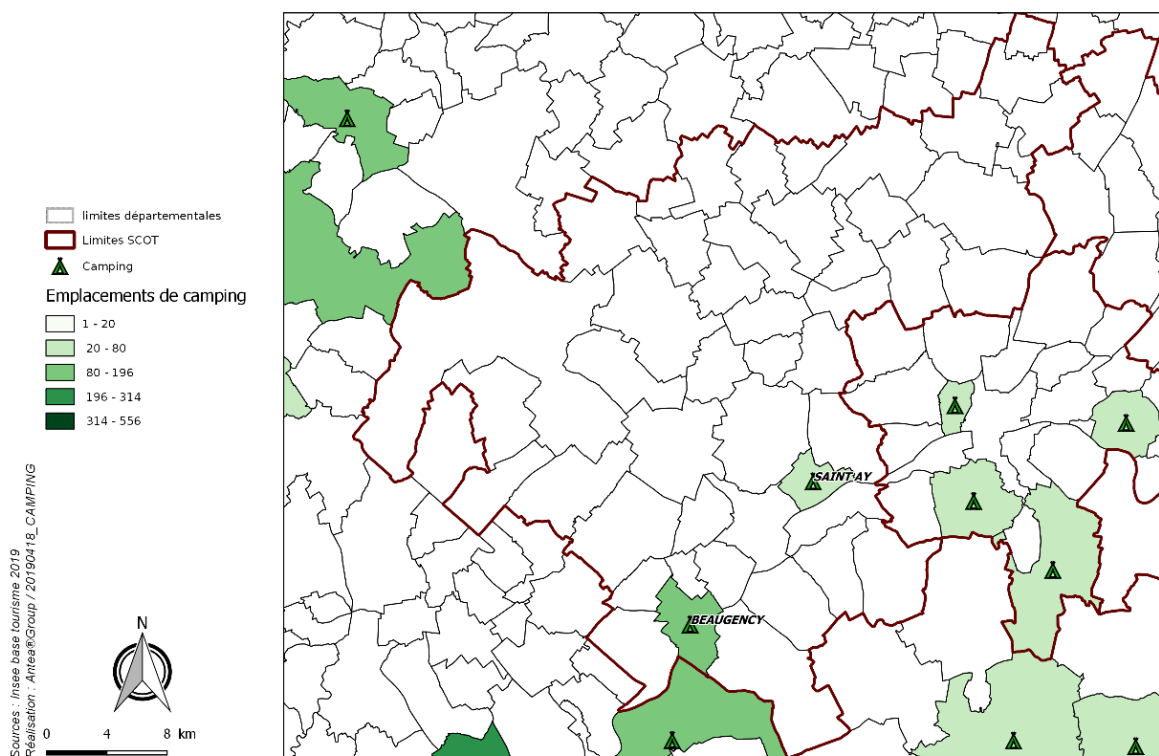 limites départementales
Limites SCOT
Camping
Emplacements de camping
1 - 20
20 - 80
80 - 196
196 - 314
314 - 556
Sources : Insee base tourisme 2019
Réalisation : Antea®Group / 20190418_CAMPING
N
0 4 8 km
SAINT AY
BEAUGENCY